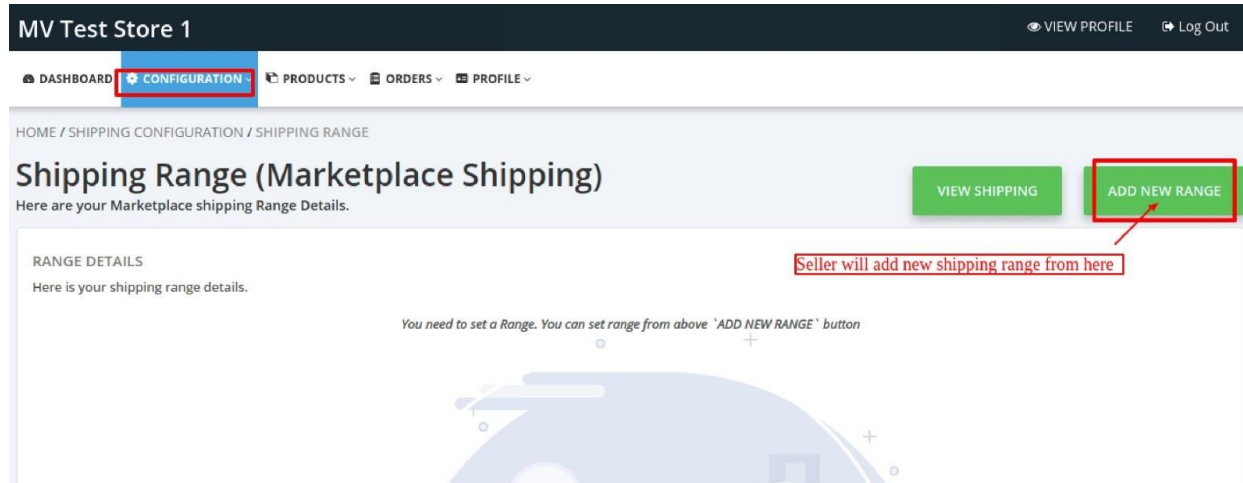 MV Test Store 1
VIEW PROFILE Log Out
DASHBOARD CONFIGURATION PRODUCTS ORDERS PROFILE
HOME / SHIPPING CONFIGURATION / SHIPPING RANGE
Shipping Range (Marketplace Shipping)
Here are your Marketplace shipping Range Details.
VIEW SHIPPING
ADD NEW RANGE
Seller will add new shipping range from here
RANGE DETAILS
Here is your shipping range details.
You need to set a Range. You can set range from above `ADD NEW RANGE` button